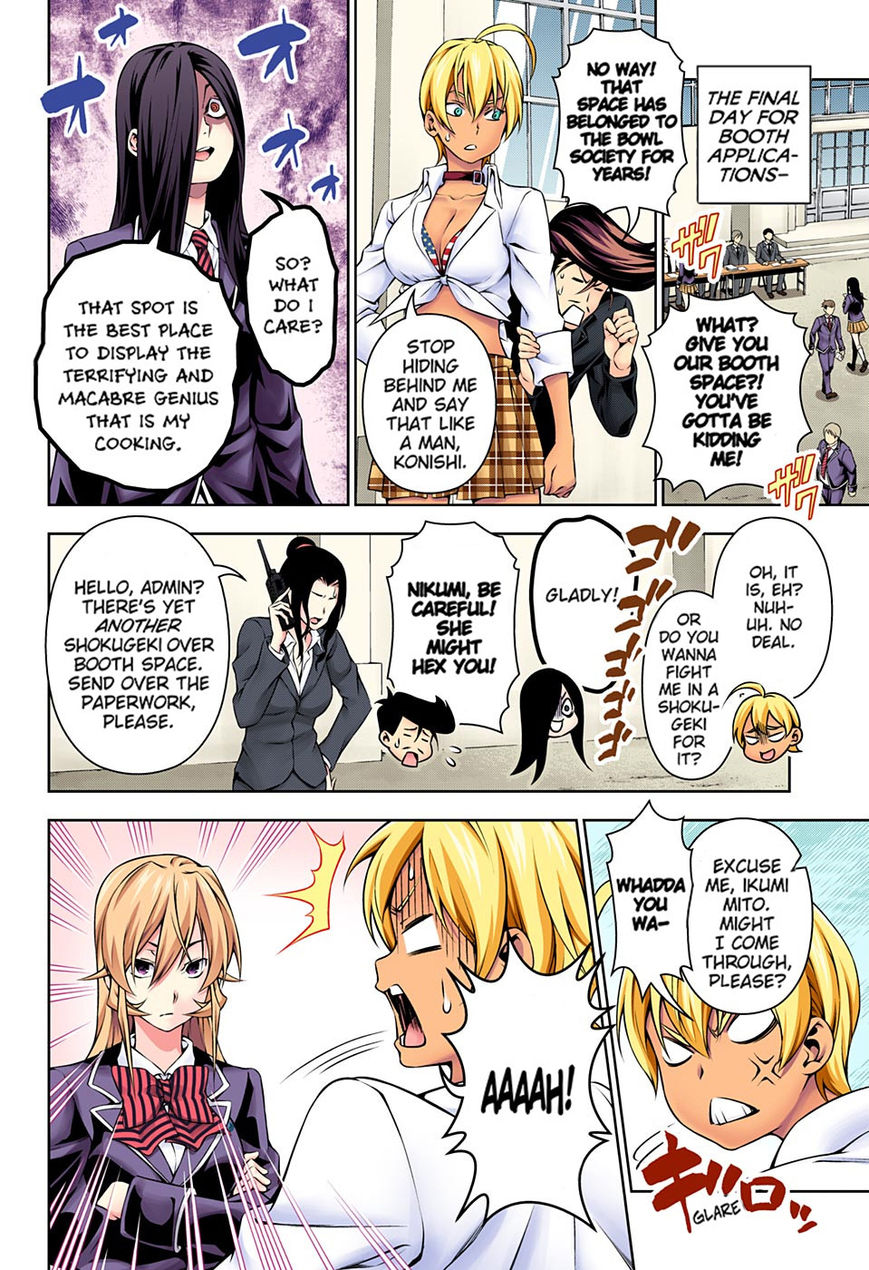 THE FINAL
DAY FOR
BOOTH
APPLICA-
TIONS–
ザワ
ザワ
WHAT?
GIVE YOU
OUR BOOTH
SPACE?!
YOU'VE
GOTTA BE
KIDDING
ME!
NO WAY!
THAT
SPACE HAS
BELONGED TO
THE BOWL
SOCIETY FOR
YEARS!
STOP
HIDING
BEHIND ME
AND SAY
THAT LIKE
A MAN,
KONISHI.
SO?
WHAT
DO I
CARE?
THAT SPOT IS
THE BEST PLACE
TO DISPLAY THE
TERRIFYING AND
MACABRE GENIUS
THAT IS MY
COOKING.
オ
オ
オ
オ
オ
OH, IT
IS, EH?
NUH-
UH. NO
DEAL.
OR
DO YOU
WANNA
FIGHT
ME IN A
SHOKU-
GEKI
FOR
IT?
GLADLY!
NIKUMI, BE
CAREFUL!
SHE
MIGHT
HEX YOU!
HELLO, ADMIN?
THERE'S YET
ANOTHER
SHOKUGEKI OVER
BOOTH SPACE.
SEND OVER THE
PAPERWORK,
PLEASE.
EXCUSE
ME, IKUMI
MITO.
MIGHT
I COME
THROUGH,
PLEASE?
WHADDA
YOU
WA-
ギロッ
GLARE
AAAAH!